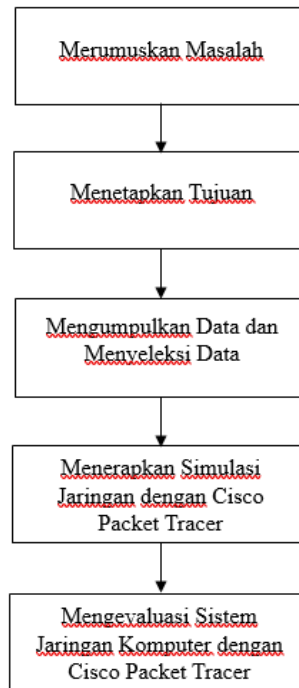 Merumuskan Masalah
Menetapkan Tujuan
Mengumpulkan Data dan
Menyeleksi Data
Menerapkan Simulasi
Jaringan dengan Cisco
Packet Tracer
Mengevaluasi Sistem
Jaringan Komputer dengan
Cisco Packet Tracer